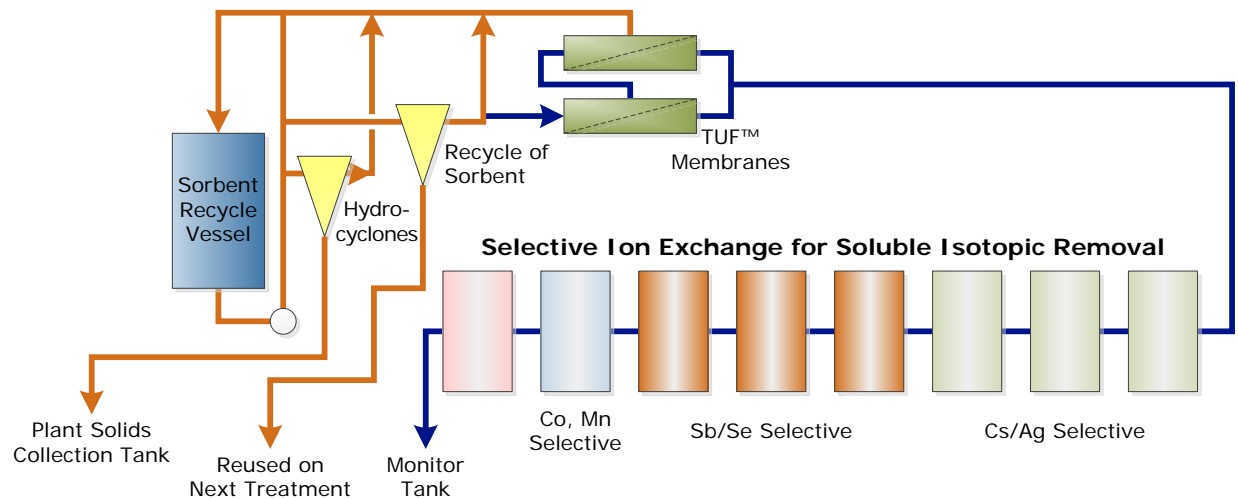 TUF™
Membranes
Recycle of
Sorbent
Sorbent
Recycle
Vessel
Hydro-
cyclones
Selective Ion Exchange for Soluble Isotopic Removal
Co, Mn
Selective
Sb/Se Selective
Cs/Ag Selective
Plant Solids
Collection Tank
Reused on
Next Treatment
Monitor
Tank